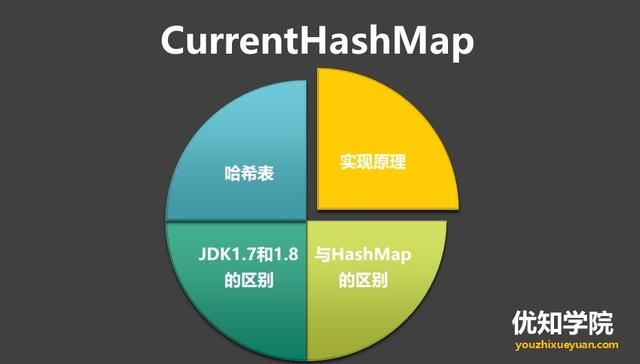 CurrentHashMap
哈希表
实现原理
JDK1.7和1.8
的区别
与HashMap
的区别
优知学院
youzhixueyuan.com